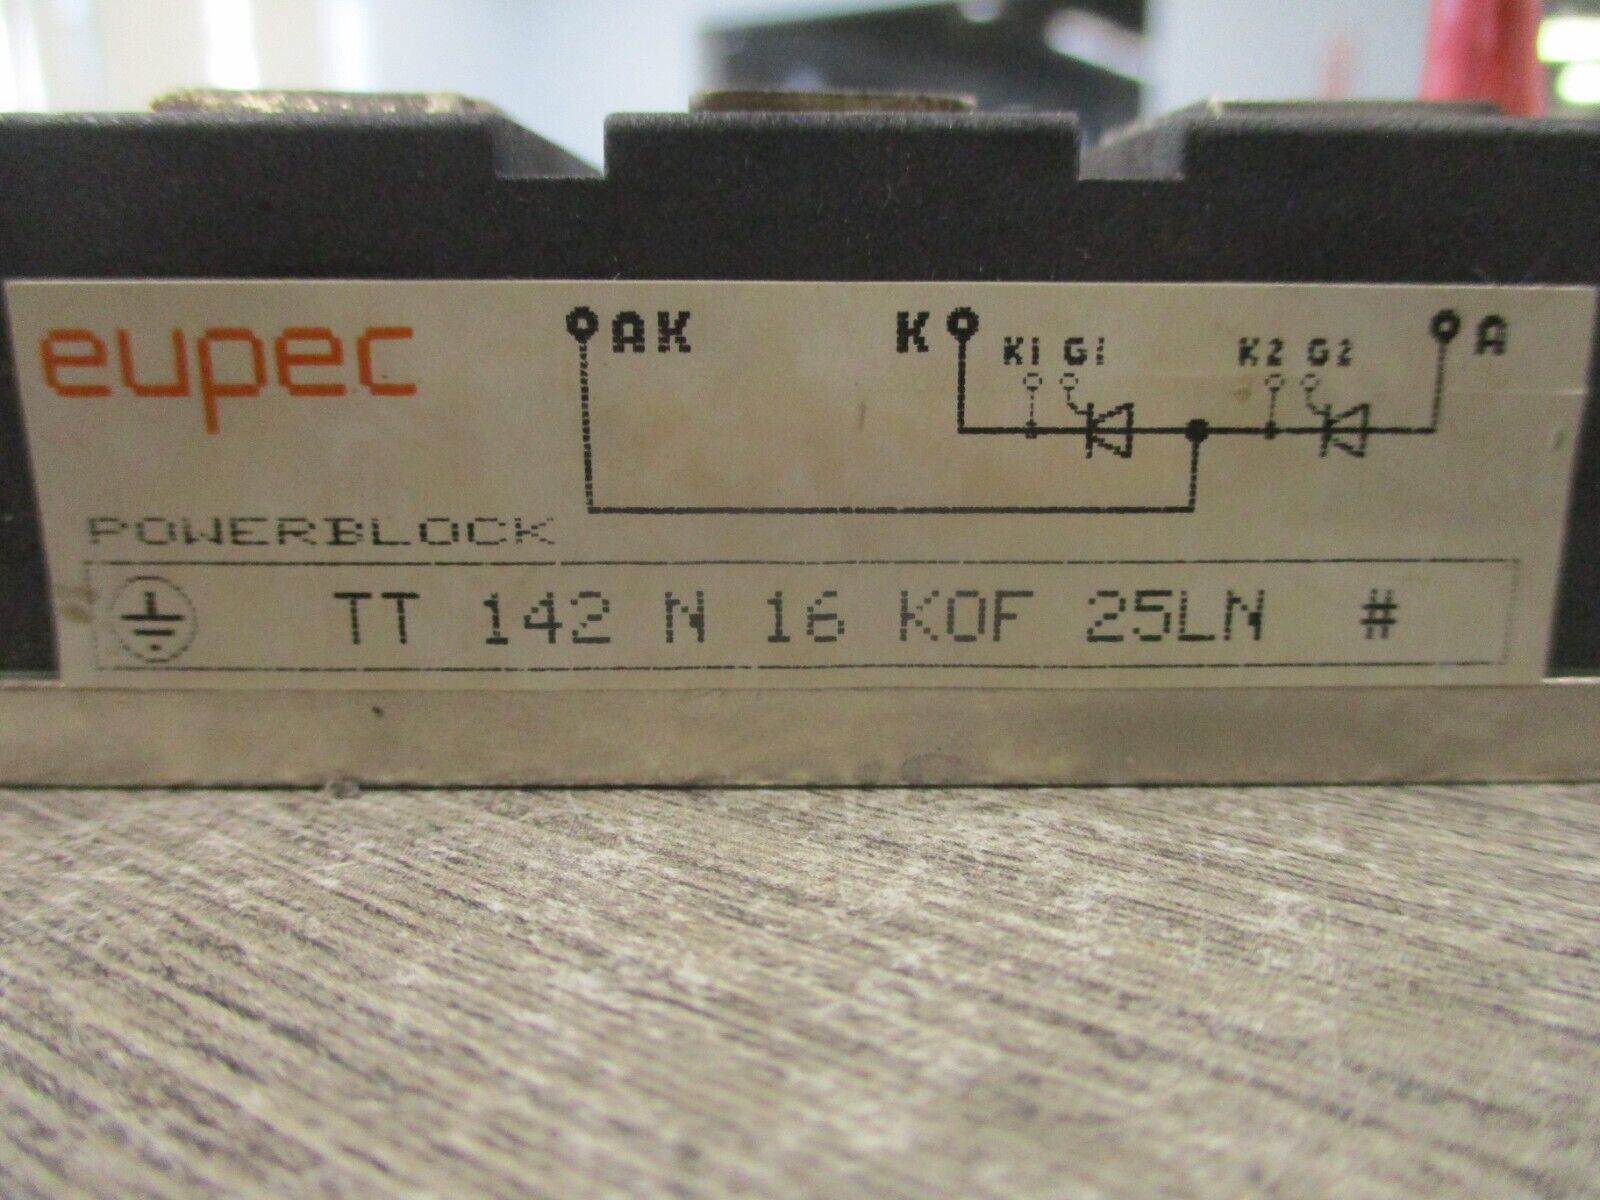 eupec
AK
K
K1 G1
K2 G2
A
POWERBLOCK
TT 142 N 16 KOF 25LN #